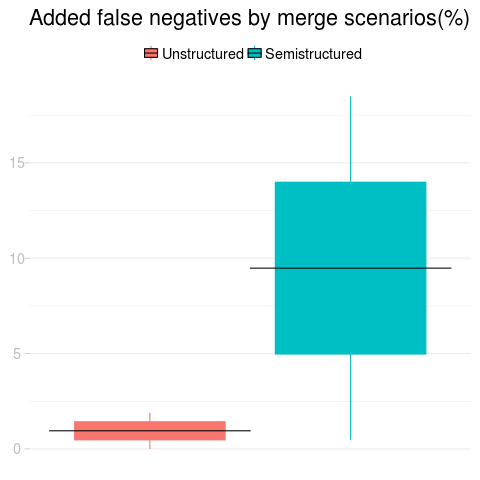 Added false negatives by merge scenarios(%)
Unstructured Semistructured
15
10
5
0